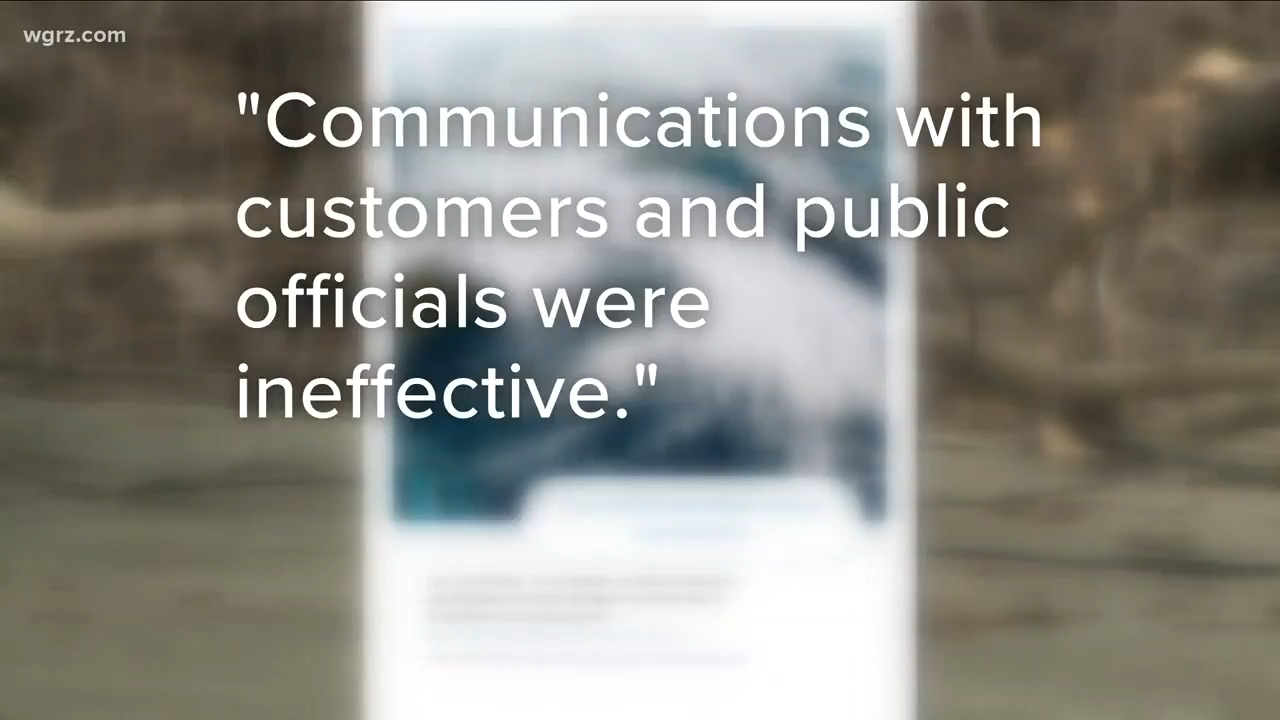 wgrz.com
"Communications with
customers and public
officials were
ineffective."